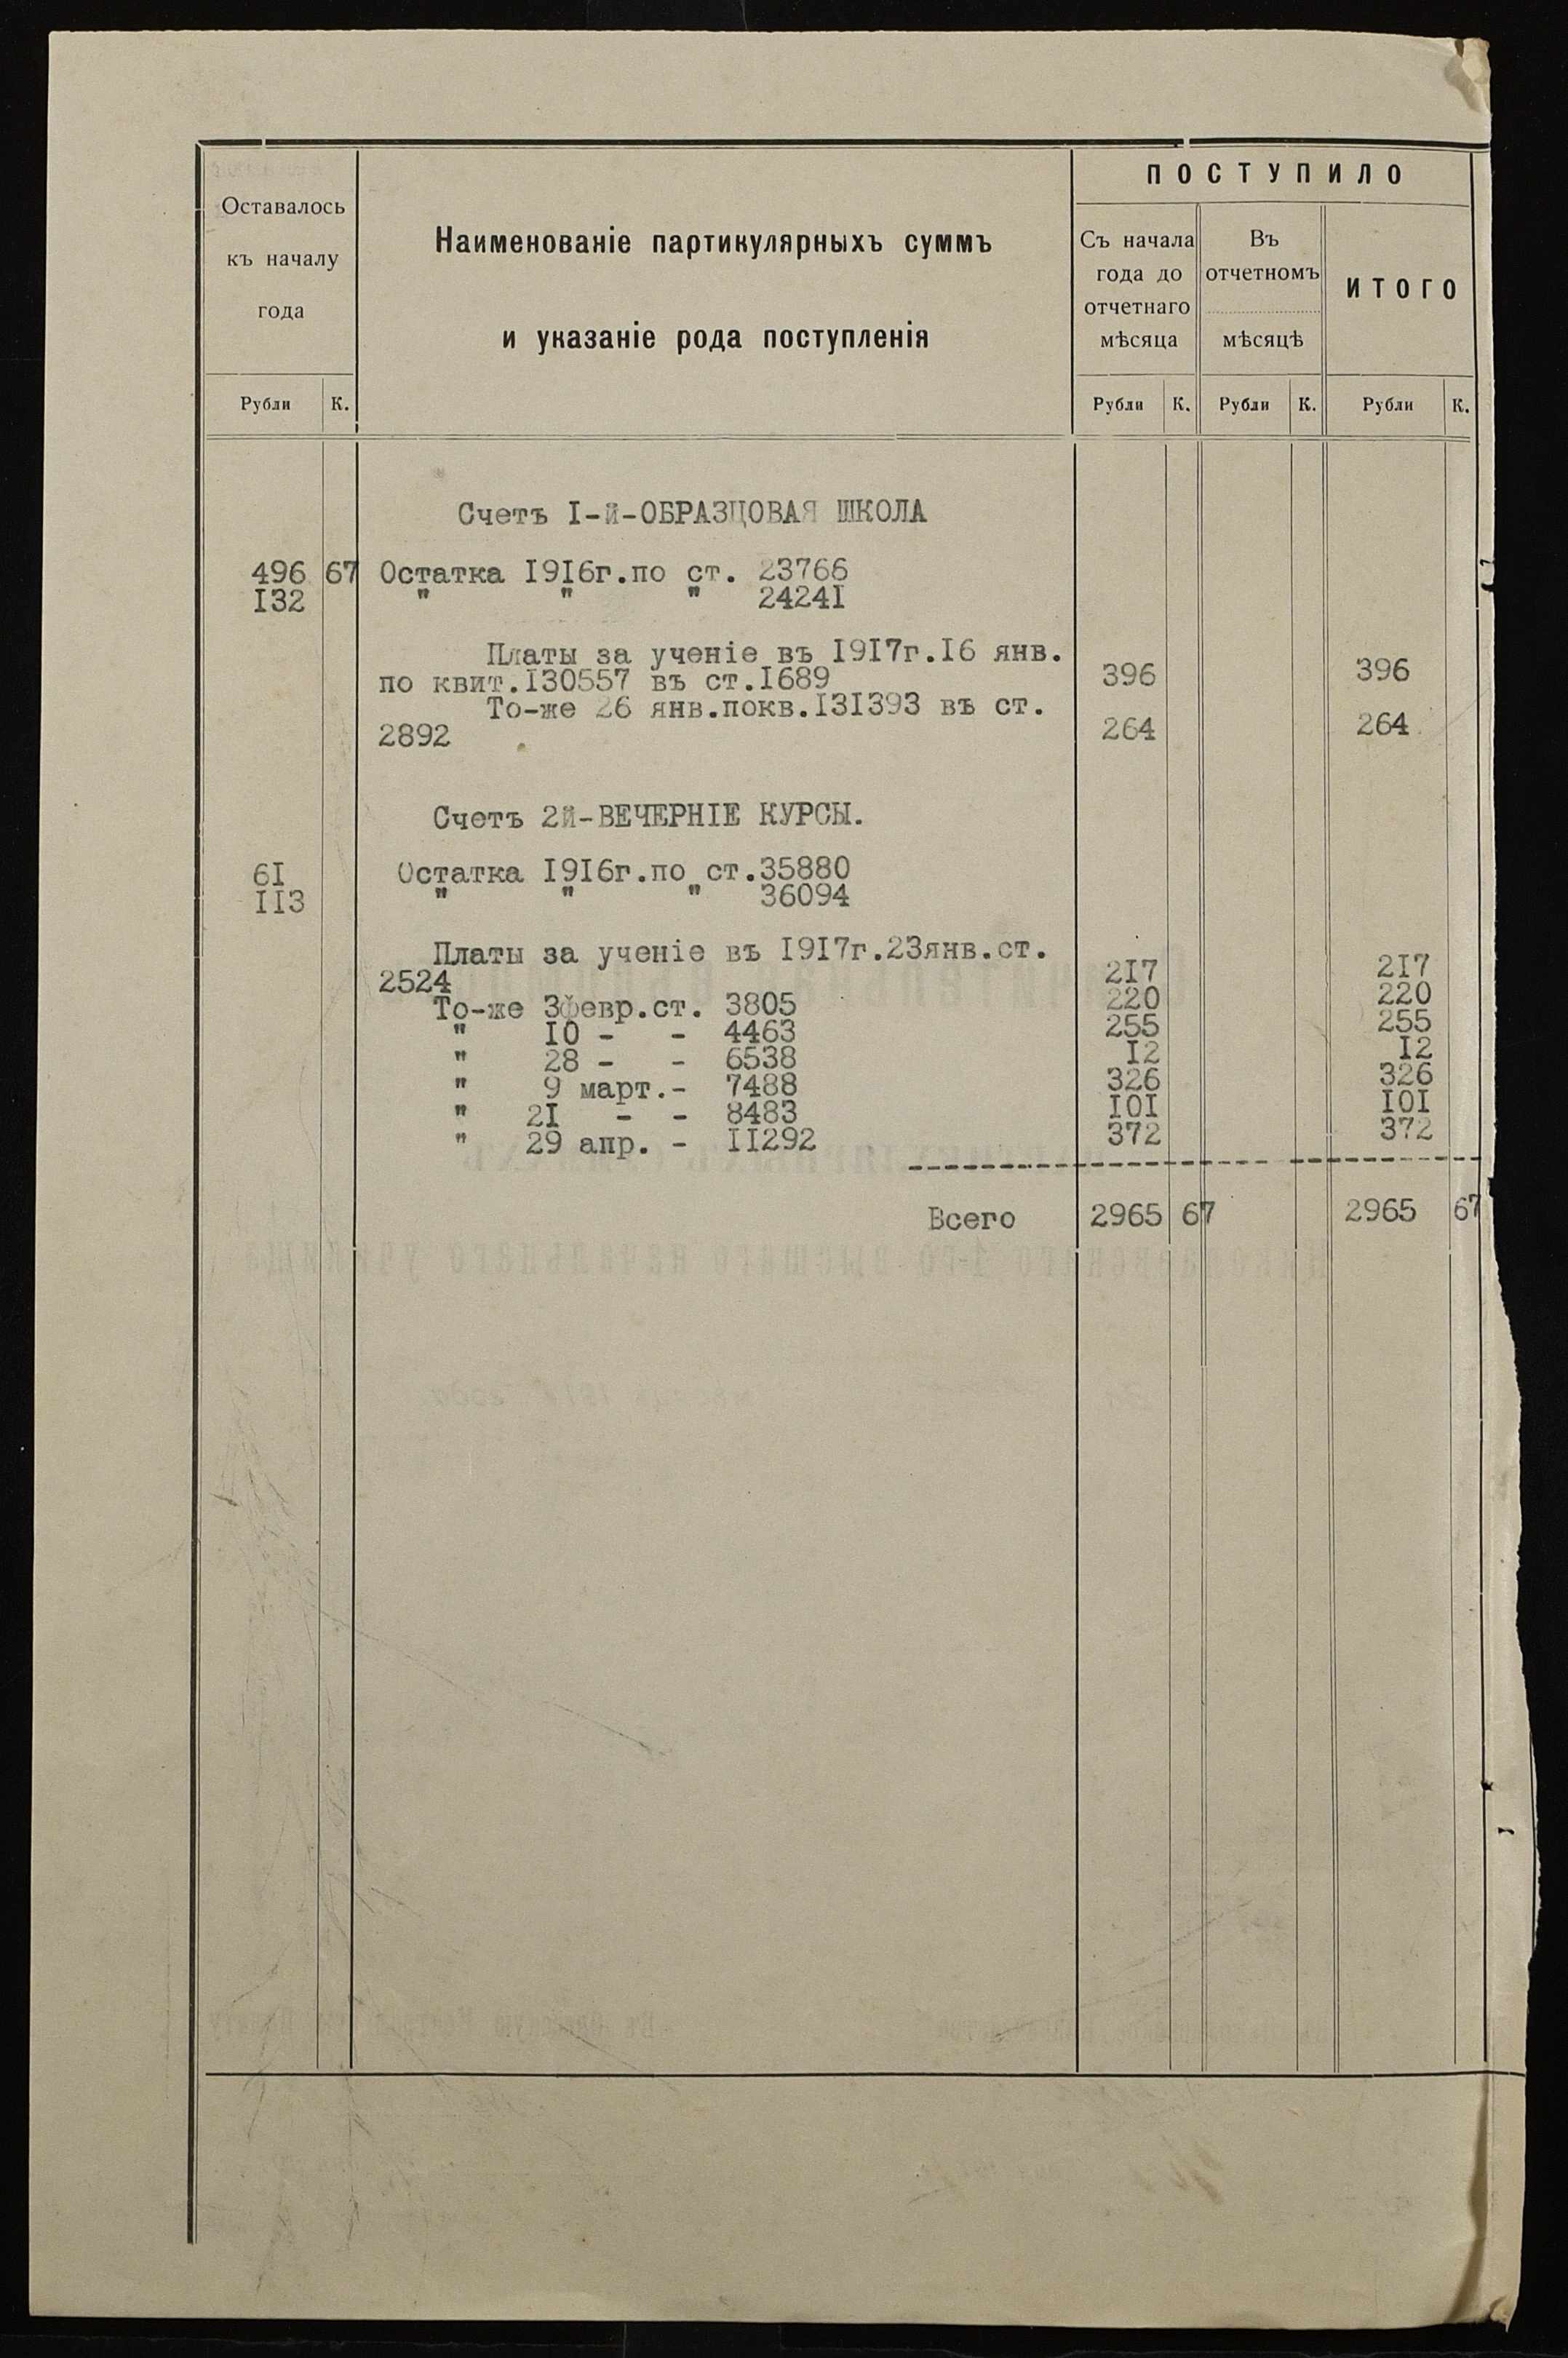 Оставалось
къ началу
года
Наименованіе партикулярныхъ суммъ
и указаніе рода поступленія
ПОСТУПИЛО
Съ начала
года до
отчетнаго
мѣсяца
Въ
отчетномъ
мѣсяцѣ
ИТОГО
Рубли К. Рубли К. Рубли К. Рубли К.
Счетъ I-й-ОБРАЗЦОВАЯ ШКОЛА
496 67 Остатка I9I6г.по ст. 23766
I32 " " " 2424I
Платы за ученіе въ I9I7г.I6 янв.
по квит.I30557 въ ст.I689 396 396
То-же 26 янв.покв.I3I393 въ ст.
2892 264 264
Счетъ 2й-ВЕЧЕРНІЕ КУРСЫ.
6I Остатка I9I6г.по ст.35880
II3 " " " 36094
Платы за ученіе въ I9I7г.23янв.ст.
2524 2I7 2I7
То-же 3февр.ст. 3805 220 220
" I0 - - 4463 255 255
" 28 - - 6538 I2 I2
" 9 март.- 7488 326 326
" 2I - - 8483 I0I I0I
" 29 апр. - II292 372 372
Всего 2965 67 2965 67